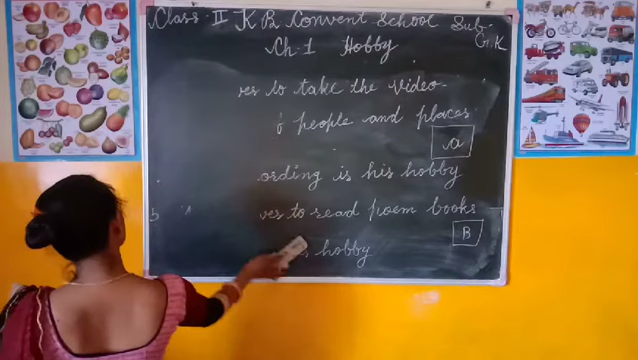 Class - II K R Convent School Sub-
G.K
Ch-1 Hobby
ves to take the video-
people and places.
a
ording is his hobby
ves to read poem books
B
hobby